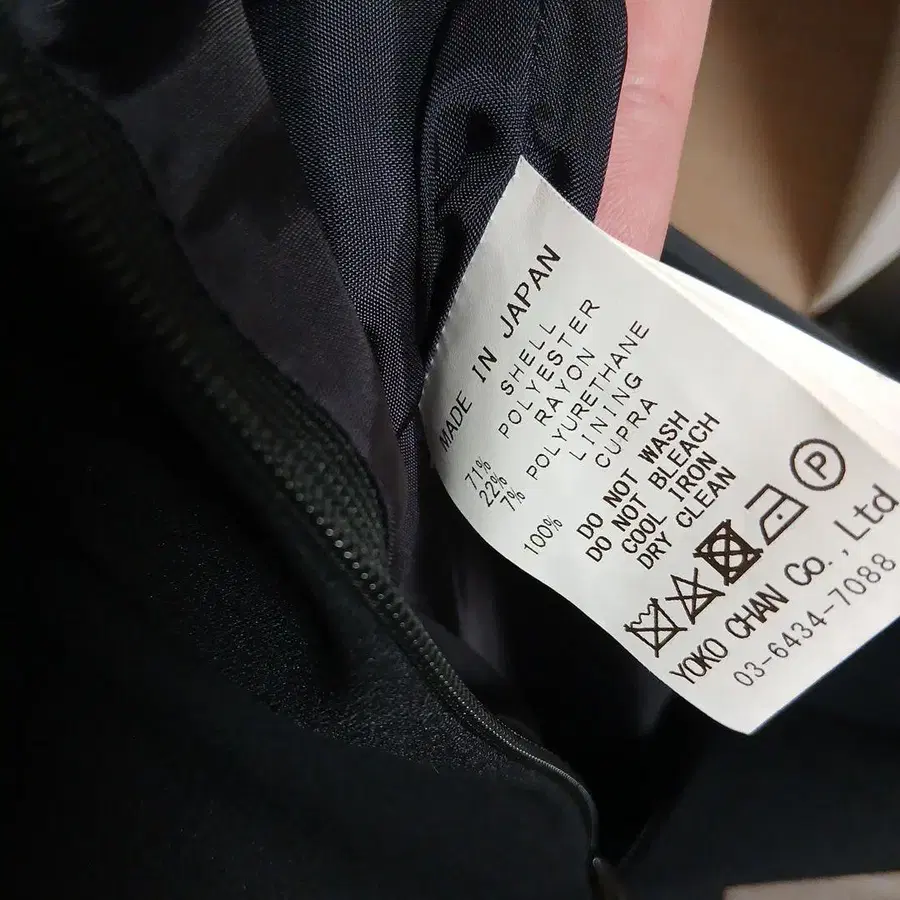 MADE IN JAPAN
SHELL
71% POLYESTER
22% RAYON
7% POLYURETHANE
LINING
100% CUPRA
DO NOT WASH
DO NOT BLEACH
COOL IRON
DRY CLEAN
P
YOKO CHAN Co.,Ltd
03-6434-7088